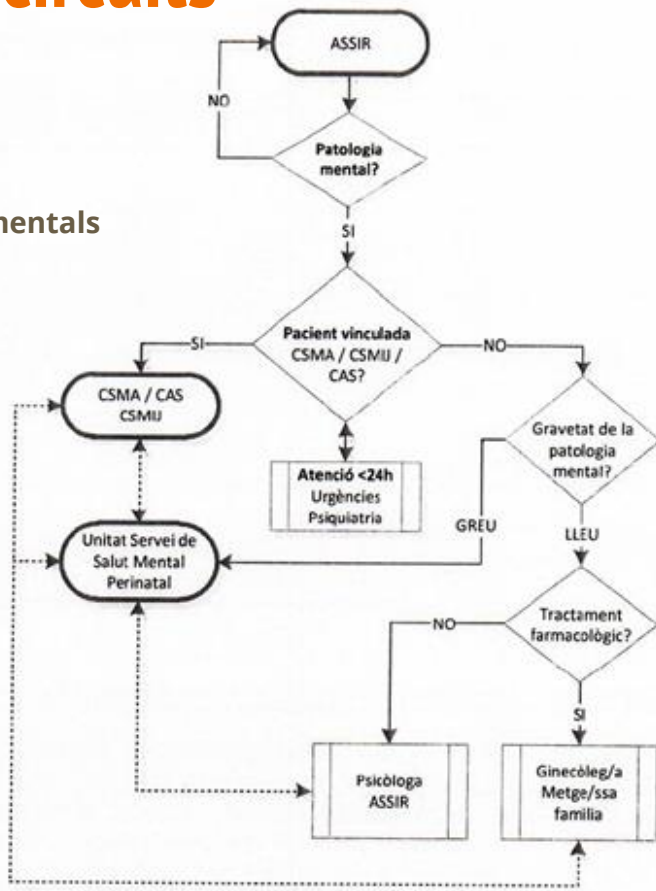 circuits
ASSIR
NO
Patologia
mental?
mentals
SI
Pacient vinculada
CSMA / CSMIJ /
CAS?
SI
NO
CSMA / CAS
CSMIJ
Gravetat de la
patologia
mental?
Atenció <24h
Urgències
Psiquiatria
GREU
LLEU
Unitat Servei de
Salut Mental
Perinatal
Tractament
farmacològic?
NO
SI
Psicòloga
ASSIR
Ginecòleg/a
Metge/ssa
familia